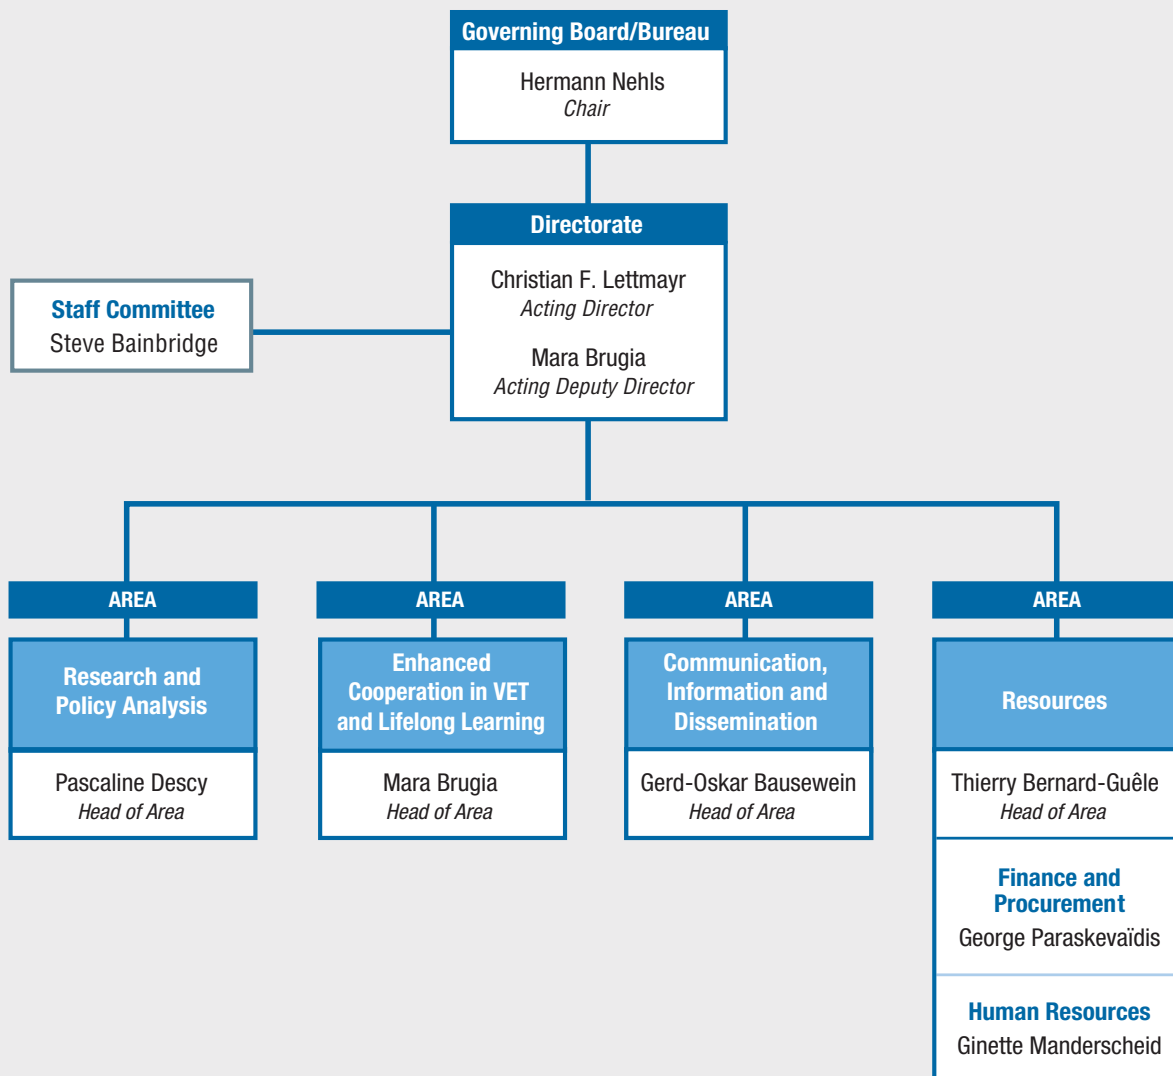 Governing Board/Bureau
Hermann Nehls
Chair
Directorate
Christian F. Lettmayr
Acting Director
Mara Brugia
Acting Deputy Director
Staff Committee
Steve Bainbridge
AREA
Research and
Policy Analysis
Pascaline Descy
Head of Area
AREA
Enhanced
Cooperation in VET
and Lifelong Learning
Mara Brugia
Head of Area
AREA
Communication,
Information and
Dissemination
Gerd-Oskar Bausewein
Head of Area
AREA
Resources
Thierry Bernard-Guêle
Head of Area
Finance and
Procurement
George Paraskevaïdis
Human Resources
Ginette Manderscheid